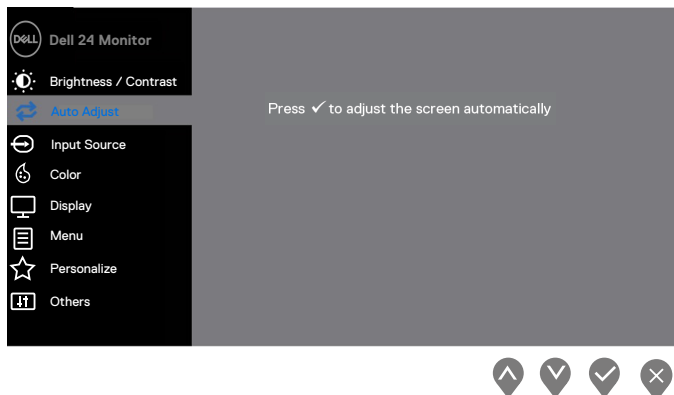 DELL
Dell 24 Monitor
Brightness / Contrast
Auto Adjust
Press ✓ to adjust the screen automatically
Input Source
Color
Display
Menu
Personalize
Others